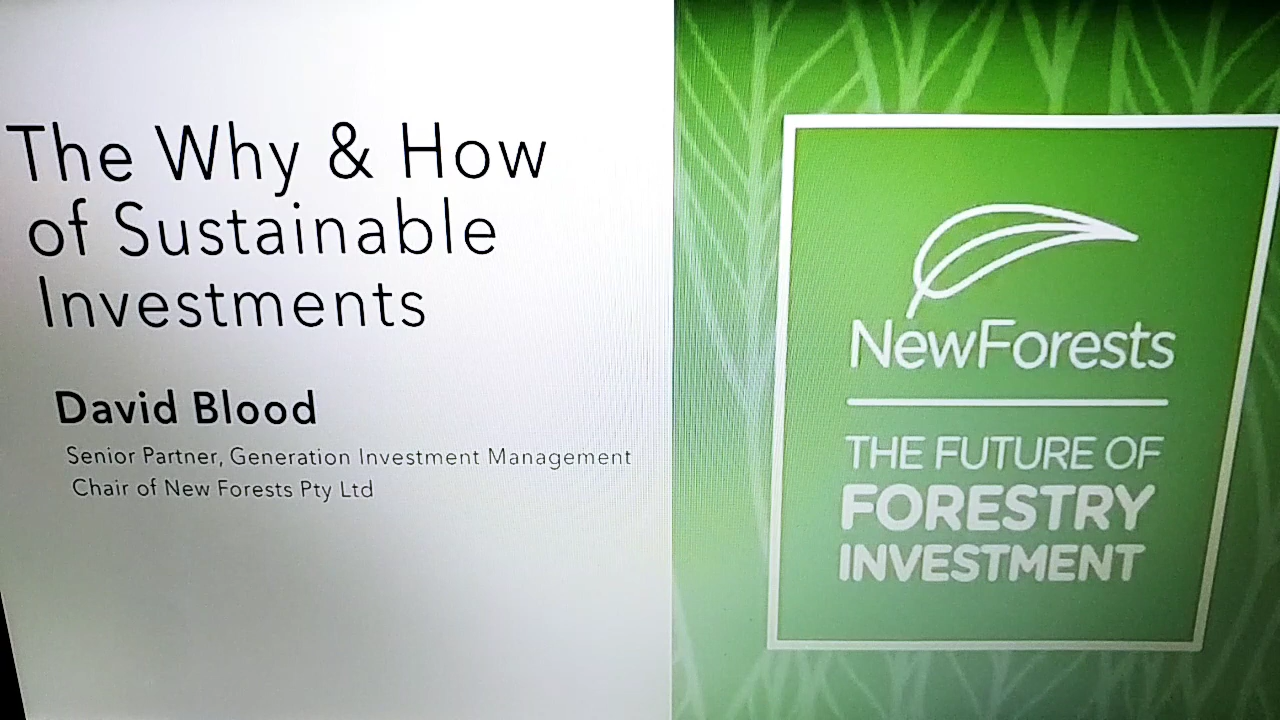 The Why & How
of Sustainable
Investments
David Blood
Senior Partner, Generation Investment Management
Chair of New Forests Pty Ltd
NewForests
THE FUTURE OF
FORESTRY
INVESTMENT